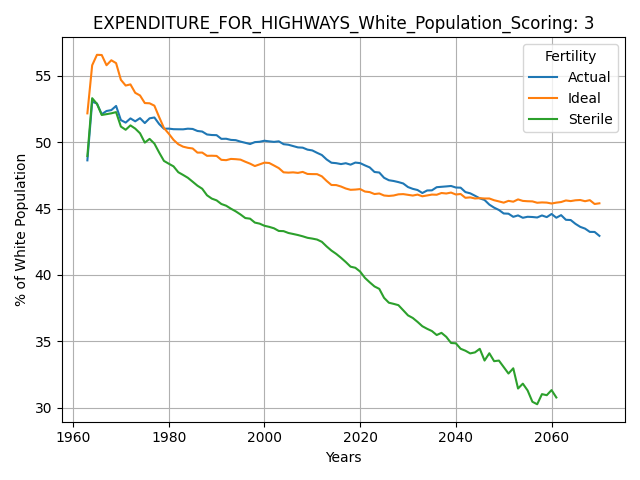 EXPENDITURE_FOR_HIGHWAYS_White_Population_Scoring: 3
Fertility
Actual
Ideal
Sterile
% of White Population
55
50
45
40
35
30
1960
1980
2000
2020
2040
2060
Years